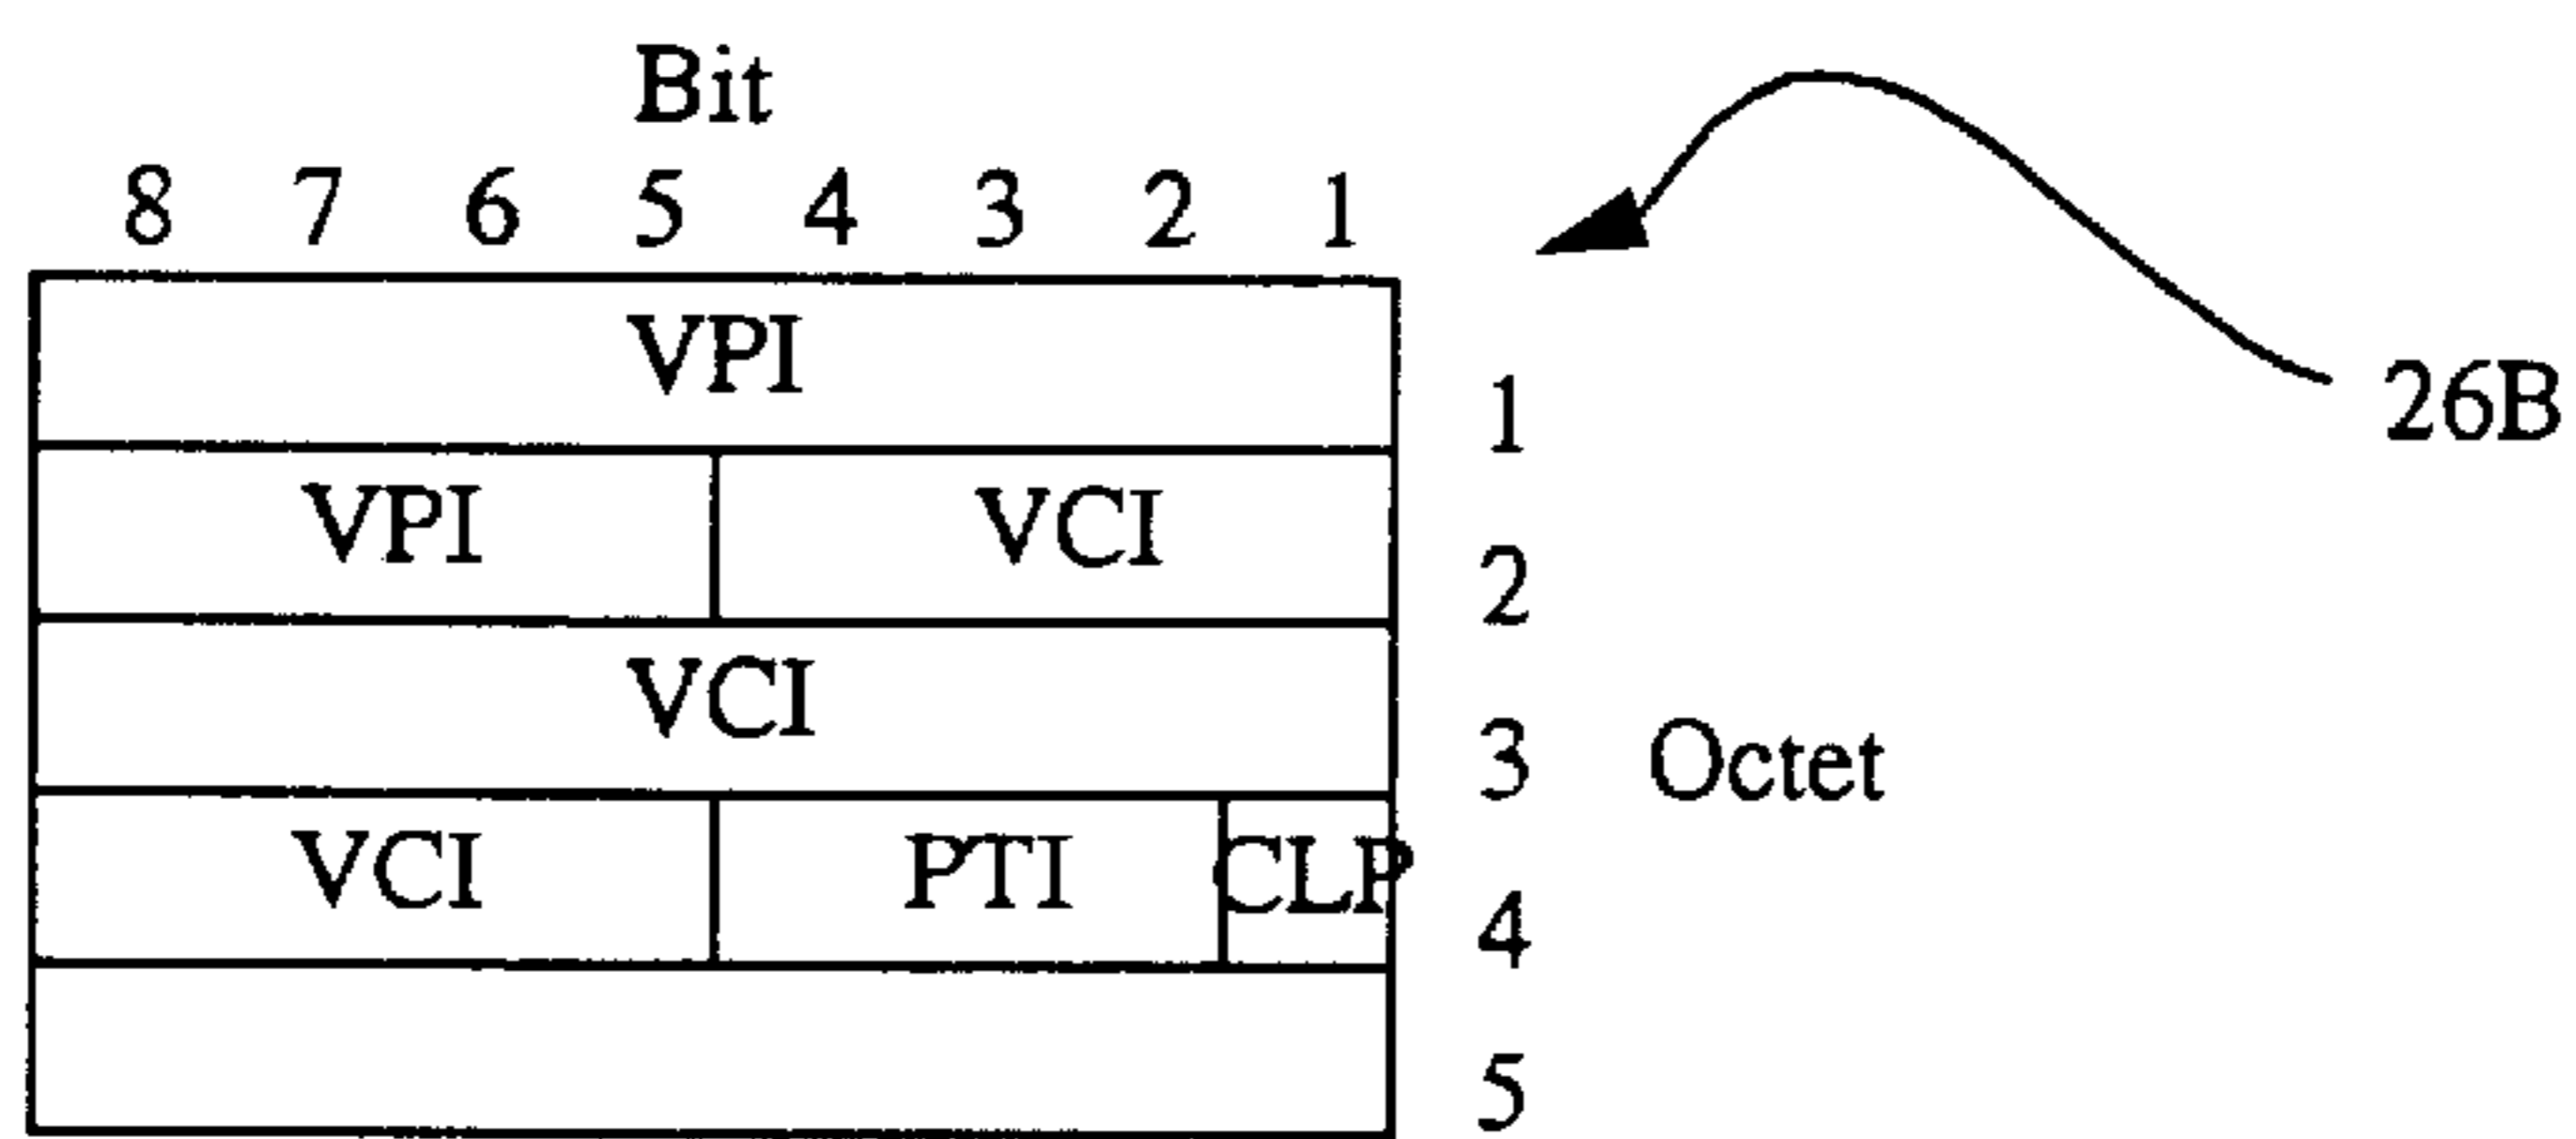 Bit
8 7 6 5 4 3 2 1
VPI
1
26B
VPI VCI
2
VCI
3 Octet
VCI PTI CLP
4
5